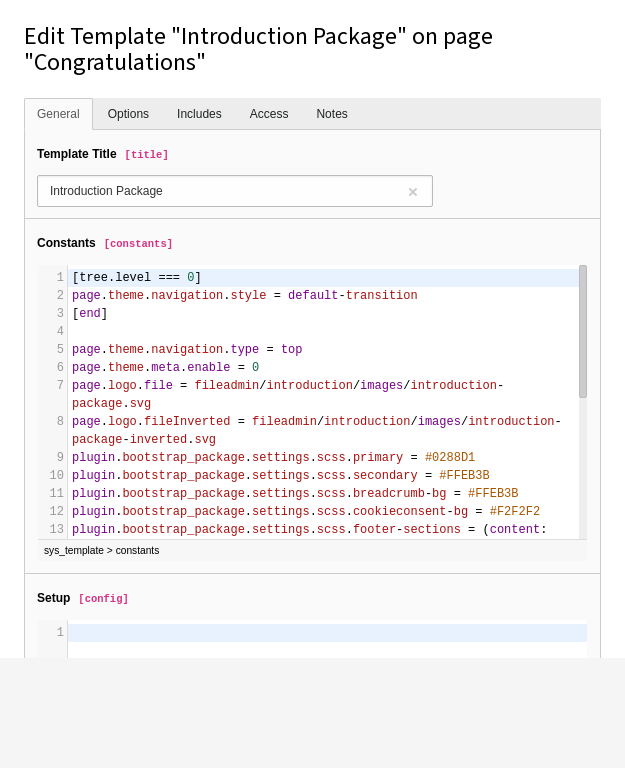 Edit Template "Introduction Package" on page
"Congratulations"
General Options Includes Access Notes
Template Title [title]
Introduction Package ×
Constants [constants]
1 [tree.level === 0]
2 page.theme.navigation.style = default-transition
3 [end]
4
5 page.theme.navigation.type = top
6 page.theme.meta.enable = 0
7 page.logo.file = fileadmin/introduction/images/introduction-
package.svg
8 page.logo.fileInverted = fileadmin/introduction/images/introduction-
package-inverted.svg
9 plugin.bootstrap_package.settings.scss.primary = #0288D1
10 plugin.bootstrap_package.settings.scss.secondary = #FFEB3B
11 plugin.bootstrap_package.settings.scss.breadcrumb-bg = #FFEB3B
12 plugin.bootstrap_package.settings.scss.cookieconsent-bg = #F2F2F2
13 plugin.bootstrap_package.settings.scss.footer-sections = (content:
sys_template > constants
Setup [config]
1